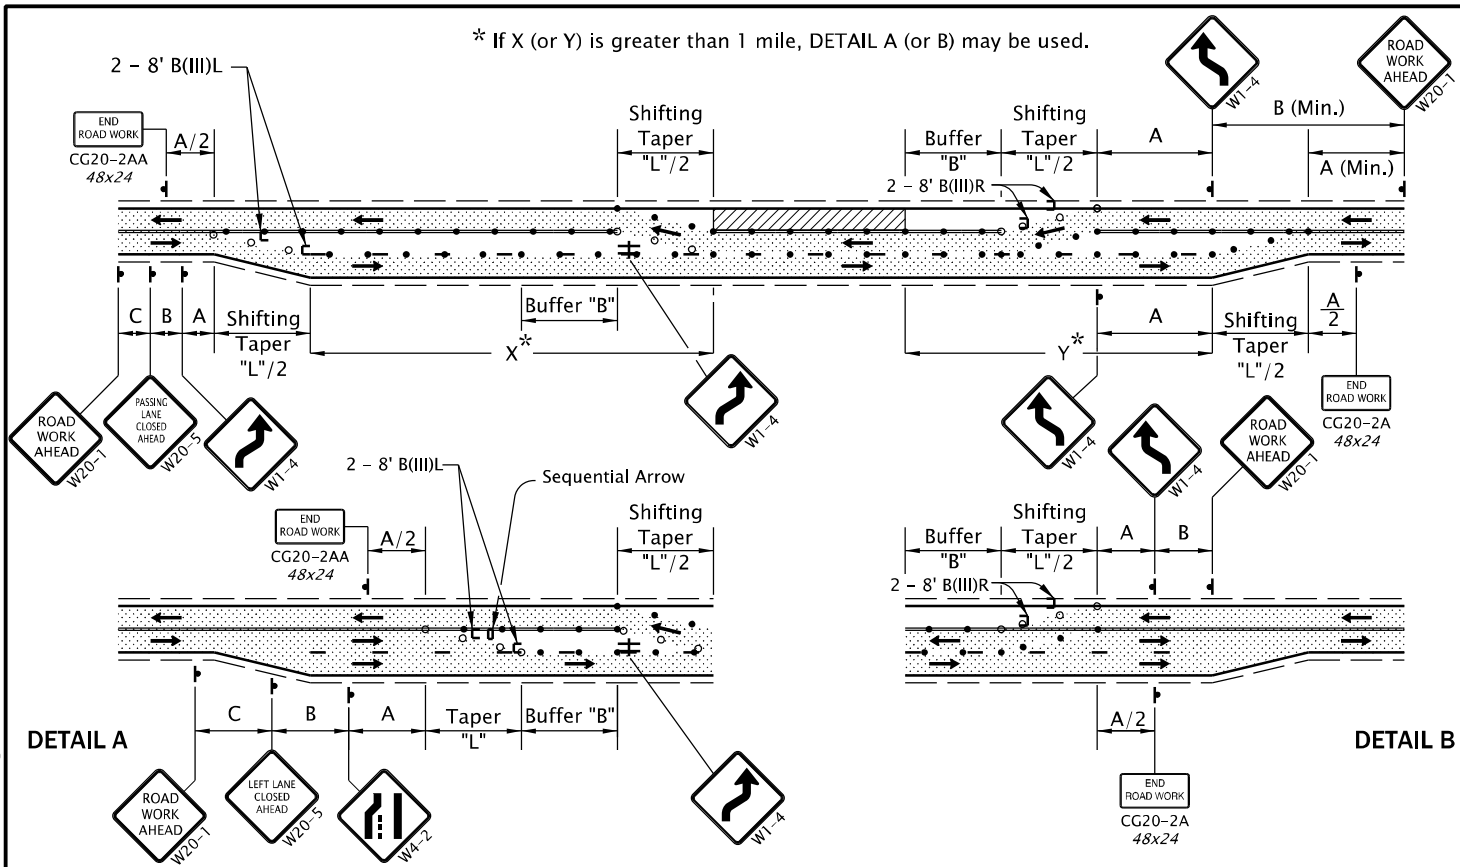 * If X (or Y) is greater than 1 mile, DETAIL A (or B) may be used.
2 - 8' B(III)L
END
ROAD WORK
CG20-2AA
48x24
A/2
Shifting
Taper
"L"/2
Buffer
"B"
Shifting
Taper
"L"/2
A
2 - 8' B(III)R
W1-4
ROAD
WORK
AHEAD
W20-1
B (Min.)
A (Min.)
C
B
A
Shifting
Taper
"L"/2
Buffer "B"
X*
Y*
A
Shifting
Taper
"L"/2
A
2
ROAD
WORK
AHEAD
W20-1
PASSING
LANE
CLOSED
AHEAD
W20-5
W1-4
W1-4
W1-4
END
ROAD WORK
CG20-2A
48x24
2 - 8' B(III)L
Sequential Arrow
END
ROAD WORK
CG20-2AA
48x24
A/2
Shifting
Taper
"L"/2
C
B
A
Taper
"L"
Buffer "B"
DETAIL A
ROAD
WORK
AHEAD
W20-1
LEFT LANE
CLOSED
AHEAD
W20-5
W4-2
W1-4
W1-4
ROAD
WORK
AHEAD
W20-1
Buffer
"B"
Shifting
Taper
"L"/2
A
B
2 - 8' B(III)R
A/2
DETAIL B
END
ROAD WORK
CG20-2A
48x24